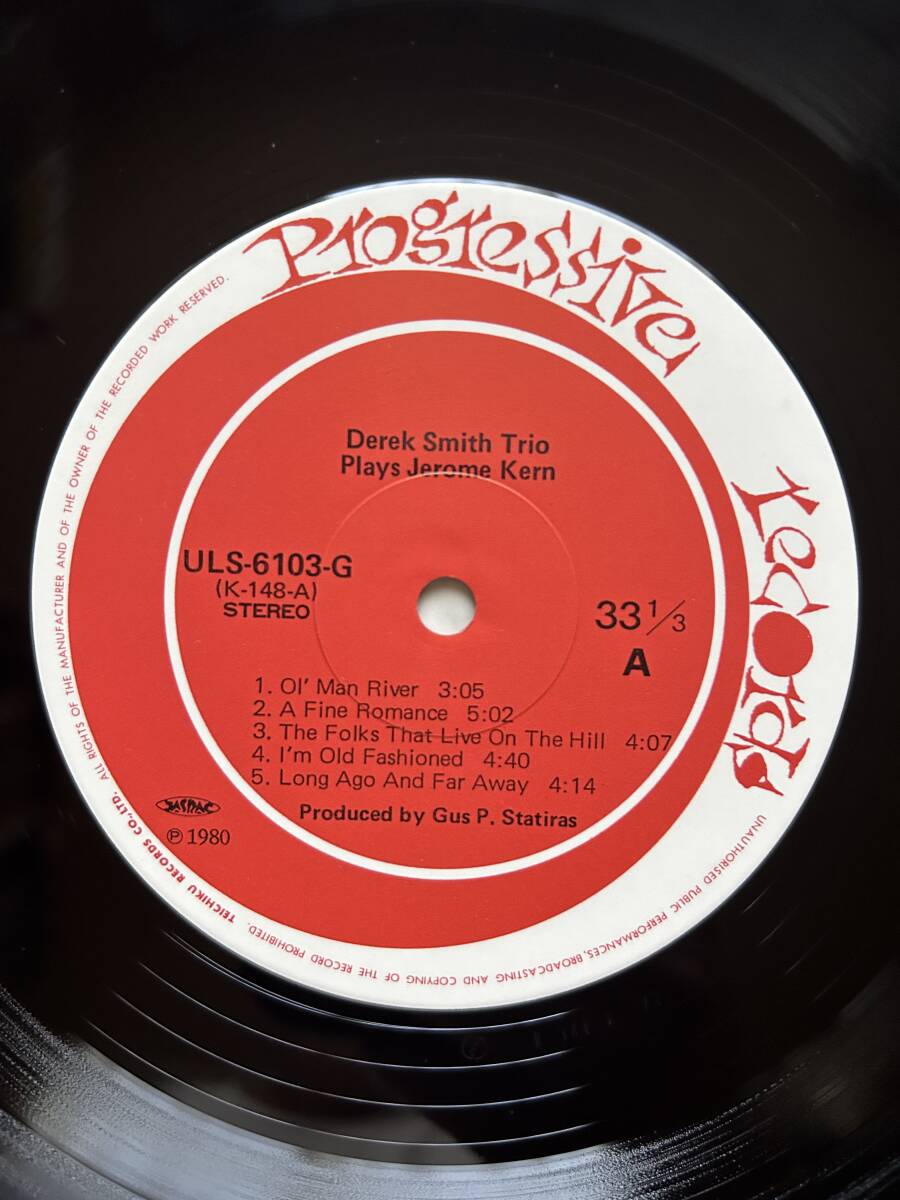 Progressive
records
Derek Smith Trio
Plays Jerome Kern
ULS-6103-G
(K-148-A)
STEREO
33 1/3
A
1. Ol' Man River 3:05
2. A Fine Romance 5:02
3. The Folks That Live On The Hill 4:07
4. I'm Old Fashioned 4:40
5. Long Ago And Far Away 4:14
Produced by Gus P. Statiras
JASRAC
℗ 1980
TEICHIKU RECORDS CO.,LTD. ALL RIGHTS OF THE MANUFACTURER AND OF THE OWNER OF THE RECORDED WORK RESERVED.
UNAUTHORISED PUBLIC PERFORMANCES, BROADCASTING AND COPYING OF THE RECORD PROHIBITED.